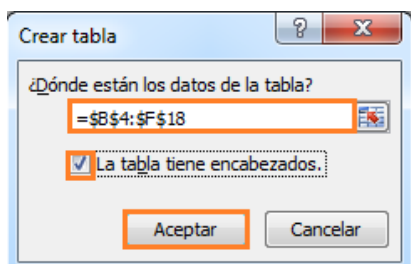 Crear tabla
¿Dónde están los datos de la tabla?
=$B$4:$F$18
La tabla tiene encabezados.
Aceptar Cancelar